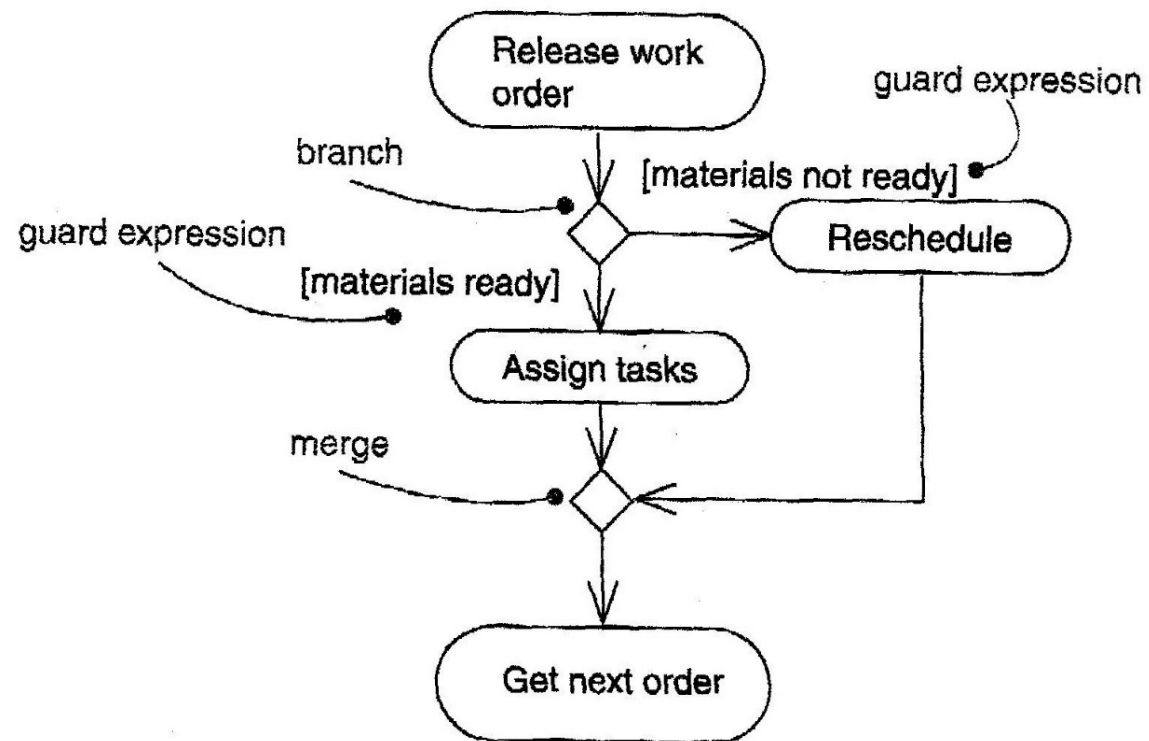 Release work
order
guard expression
branch
[materials not ready]
guard expression
Reschedule
[materials ready]
Assign tasks
merge
Get next order